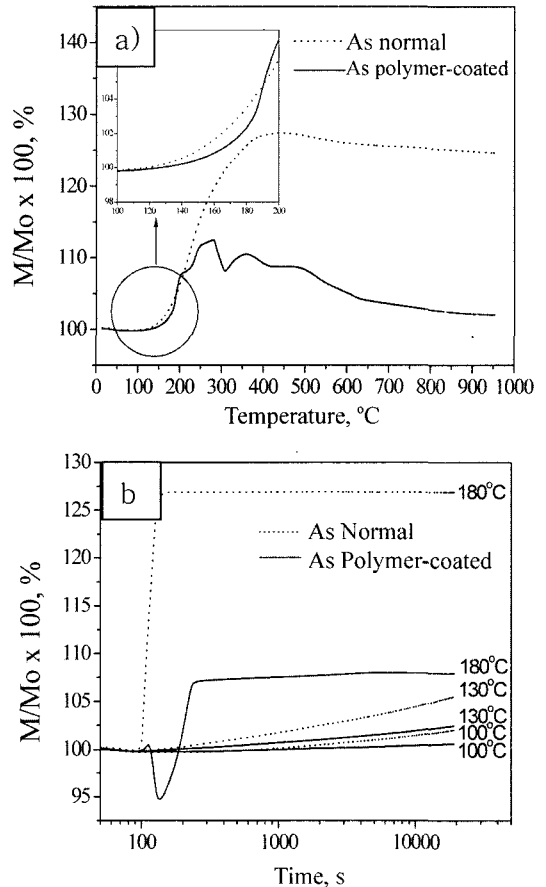 a)
As normal
As polymer-coated
M/Mo x 100, %
140
130
120
110
100
104
102
100
98
100 120 140 160 180 200
0 100 200 300 400 500 600 700 800 900 1000
Temperature, °C
b
As Normal
As Polymer-coated
M/Mo x 100, %
130
125
120
115
110
105
100
95
180°C
180°C
130°C
130°C
100°C
100°C
100 1000 10000
Time, s